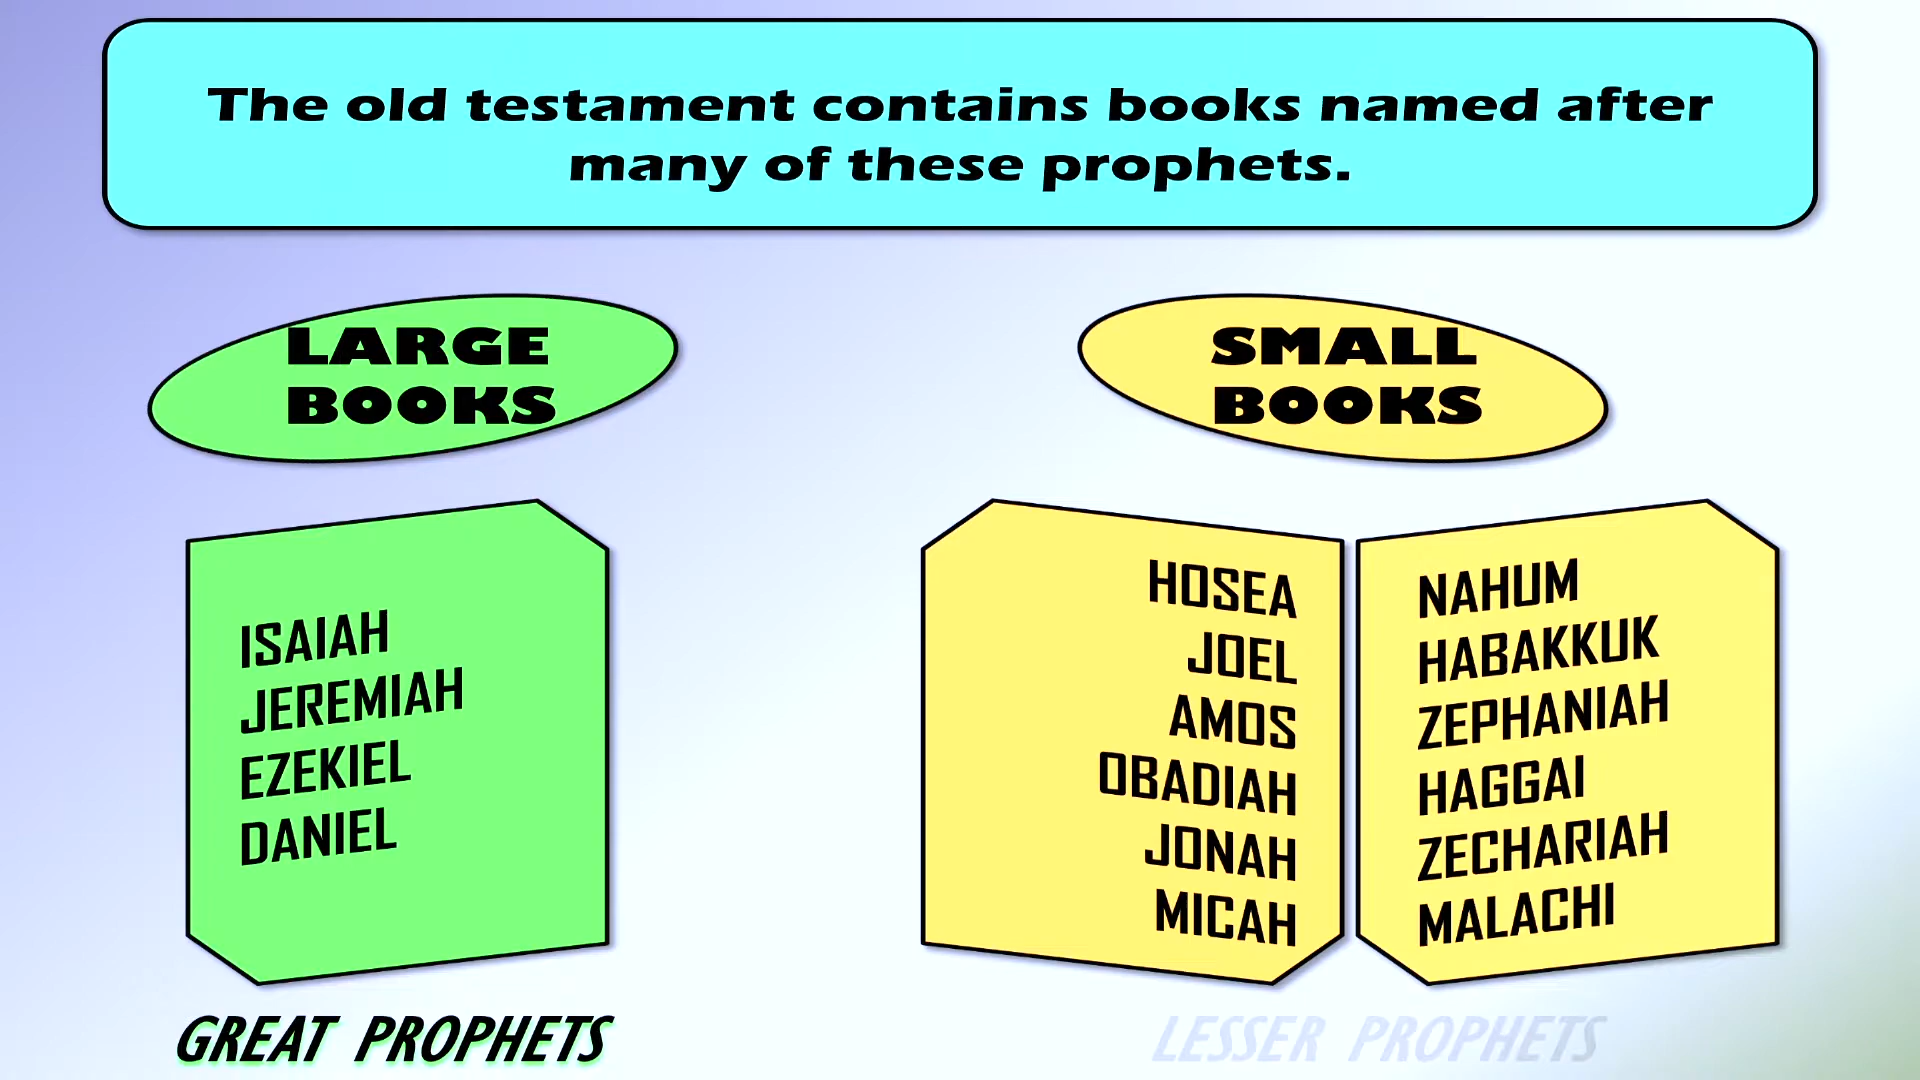 The old testament contains books named after
many of these prophets.
LARGE
BOOKS
ISAIAH
JEREMIAH
EZEKIEL
DANIEL
GREAT PROPHETS
SMALL
BOOKS
HOSEA
JOEL
AMOS
OBADIAH
JONAH
MICAH
NAHUM
HABAKKUK
ZEPHANIAH
HAGGAI
ZECHARIAH
MALACHI
LESSER PROPHETS